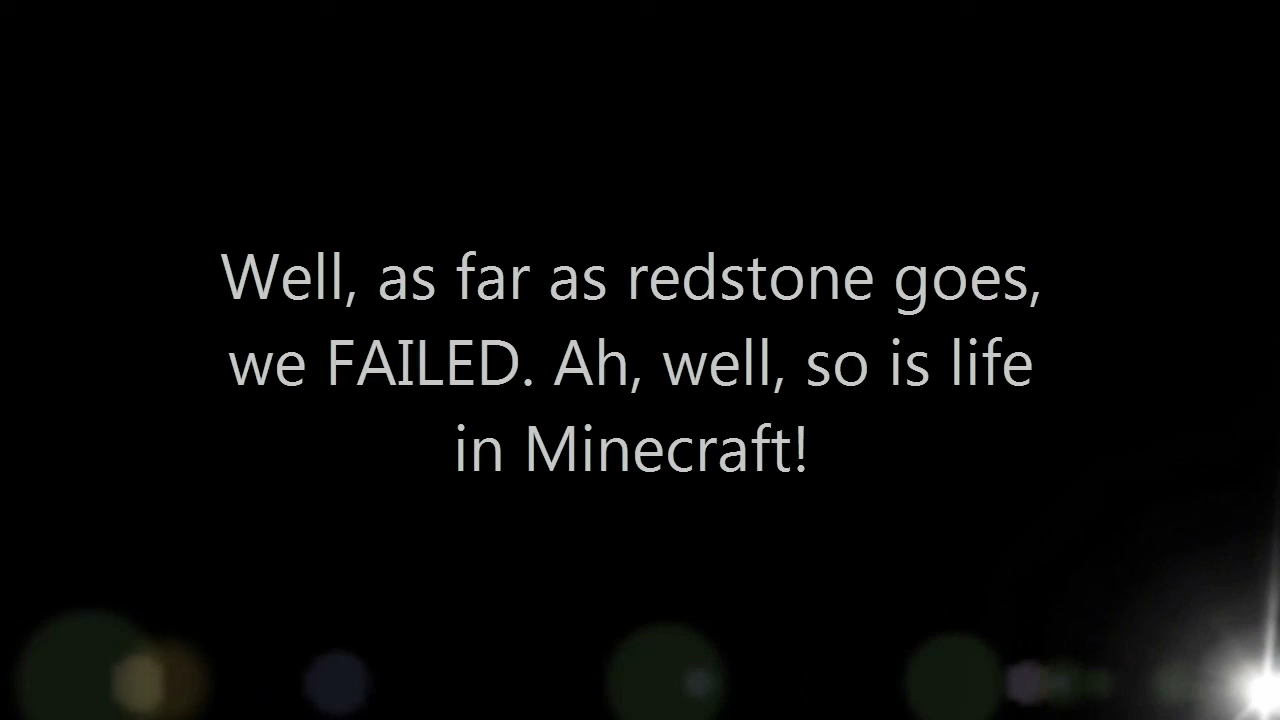 Well, as far as redstone goes,
we FAILED. Ah, well, so is life
in Minecraft!